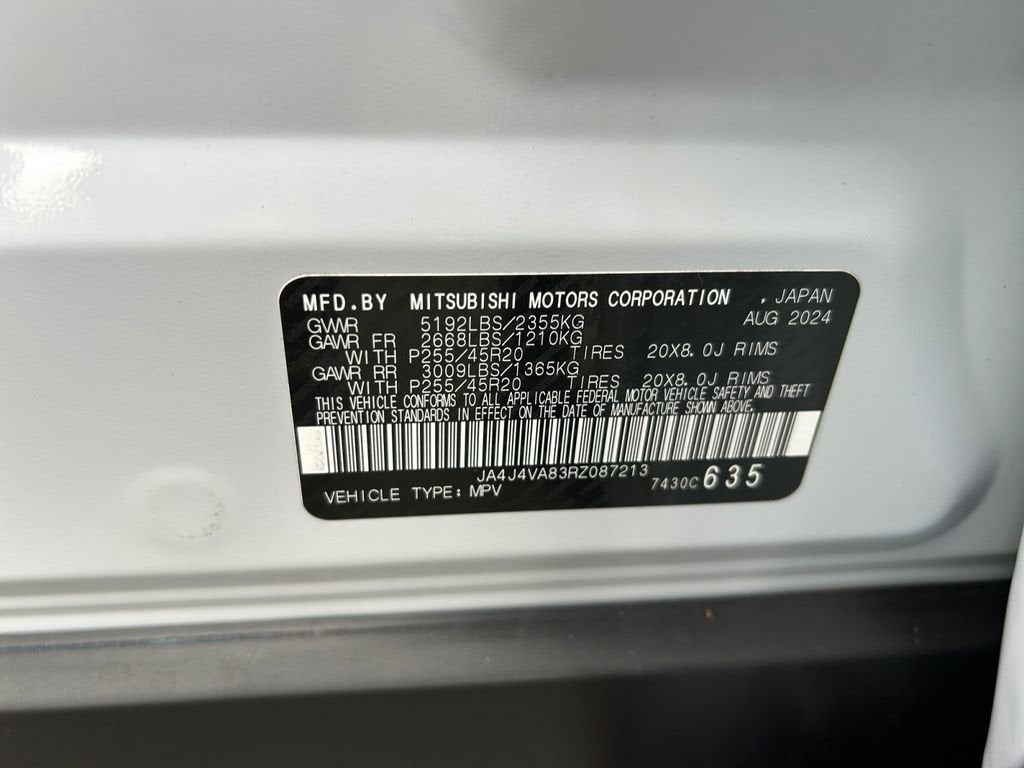 MFD.BY MITSUBISHI MOTORS CORPORATION , JAPAN
GVWR 5192LBS/2355KG AUG 2024
GAWR FR 2668LBS/1210KG
WITH P255/45R20 TIRES 20X8.0J RIMS
GAWR RR 3009LBS/1365KG
WITH P255/45R20 TIRES 20X8.0J RIMS
THIS VEHICLE CONFORMS TO ALL APPLICABLE FEDERAL MOTOR VEHICLE SAFETY AND THEFT
PREVENTION STANDARDS IN EFFECT ON THE DATE OF MANUFACTURE SHOWN ABOVE.
JA4J4VA83RZ087213
VEHICLE TYPE: MPV 7430C 635